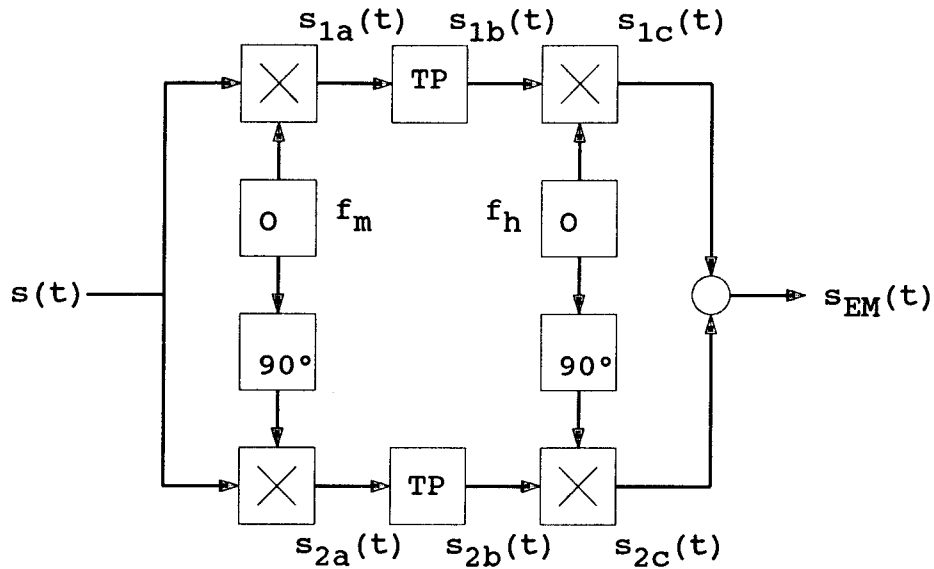 s1a(t) s1b(t) s1c(t)
TP
O fm fh O
s(t)
sEM(t)
90° 90°
TP
s2a(t) s2b(t) s2c(t)